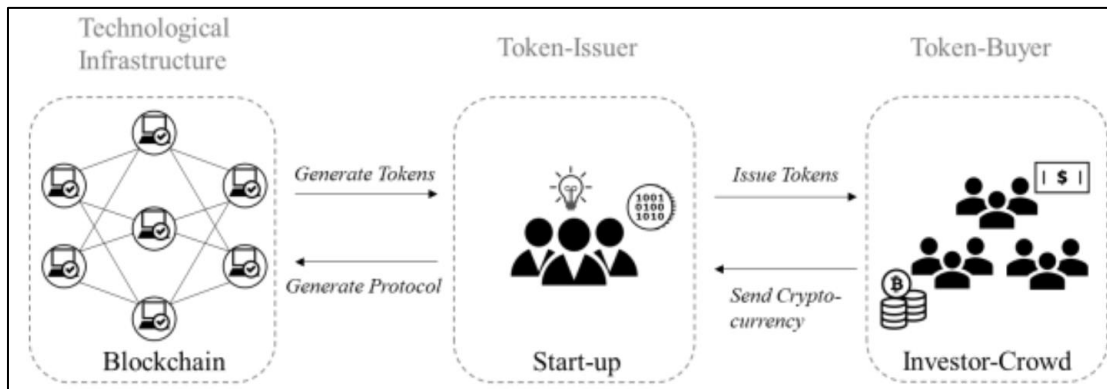 Technological
Infrastructure
Token-Issuer
Token-Buyer
Generate Tokens
Generate Protocol
Issue Tokens
Send Crypto-
currency
1001
0100
1010
$
B
Blockchain
Start-up
Investor-Crowd